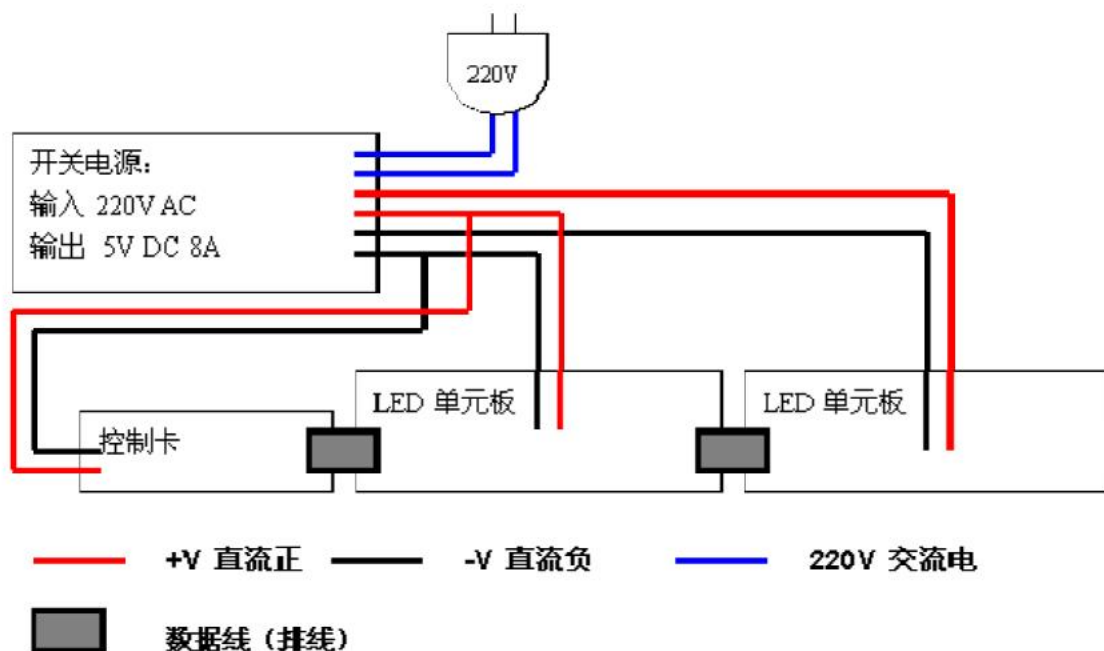 220V
开关电源：
输入 220V AC
输出 5V DC 8A
LED 单元板
LED 单元板
控制卡
+V 直流正
-V 直流负
220V 交流电
数据线（排线）